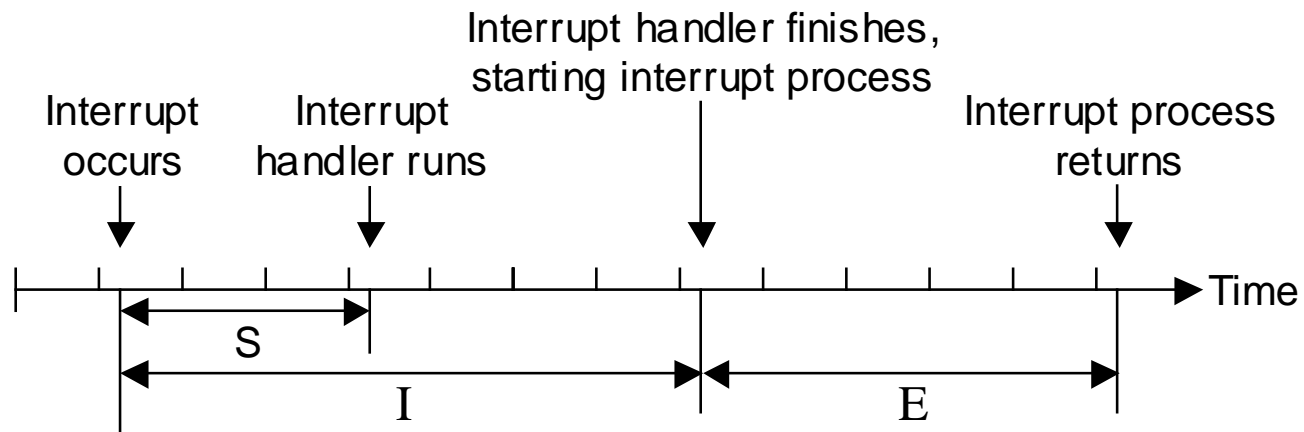 Interrupt handler finishes,
starting interrupt process
Interrupt
occurs
Interrupt
handler runs
Interrupt process
returns
Time
S
I
E